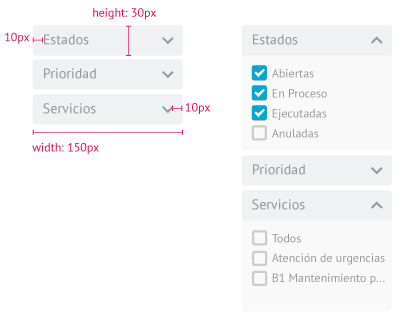 height: 30px
10px
Estados
Prioridad
Servicios
10px
width: 150px
Estados
Abiertas
En Proceso
Ejecutadas
Anuladas
Prioridad
Servicios
Todos
Atención de urgencias
B1 Mantenimiento p...